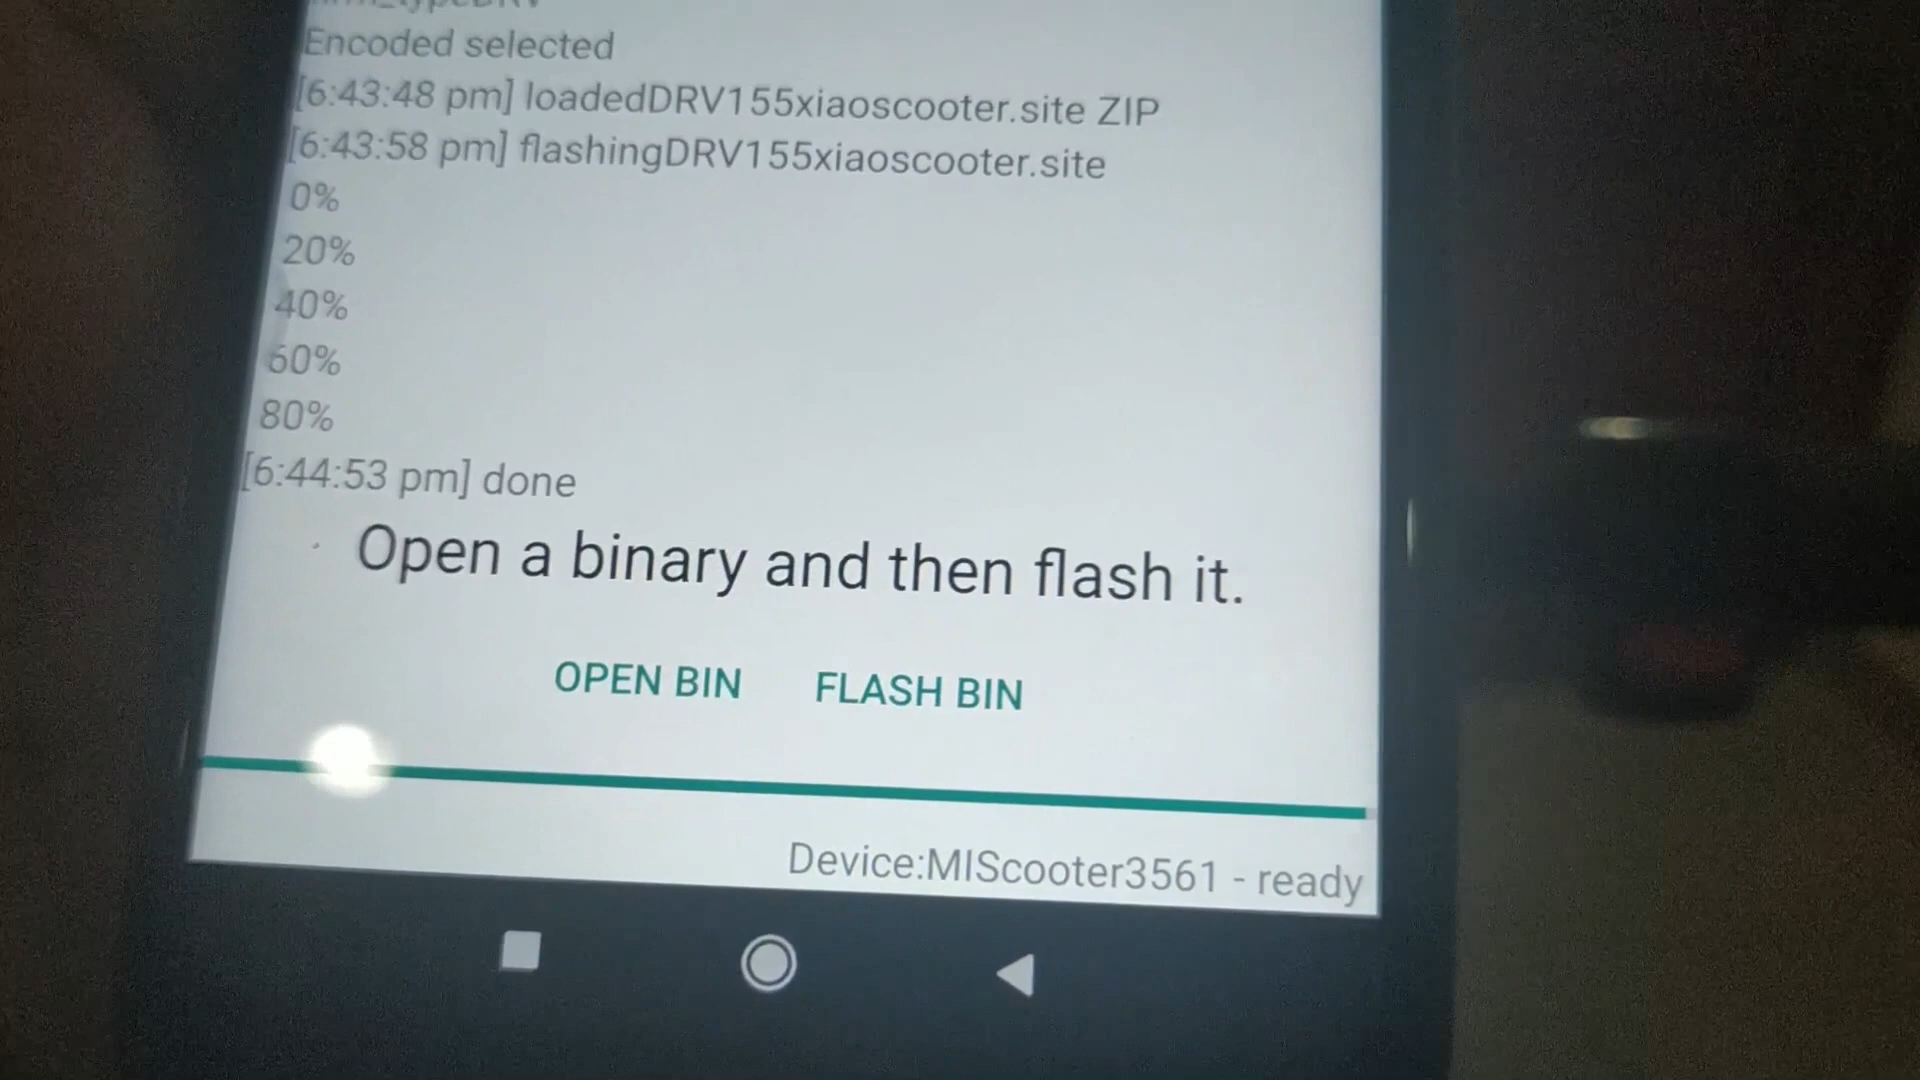 Encoded selected
[6:43:48 pm] loadedDRV155xiaoscooter.site ZIP
[6:43:58 pm] flashingDRV155xiaoscooter.site
0%
20%
40%
60%
80%
[6:44:53 pm] done
Open a binary and then flash it.
OPEN BIN FLASH BIN
Device:MIScooter3561 - ready